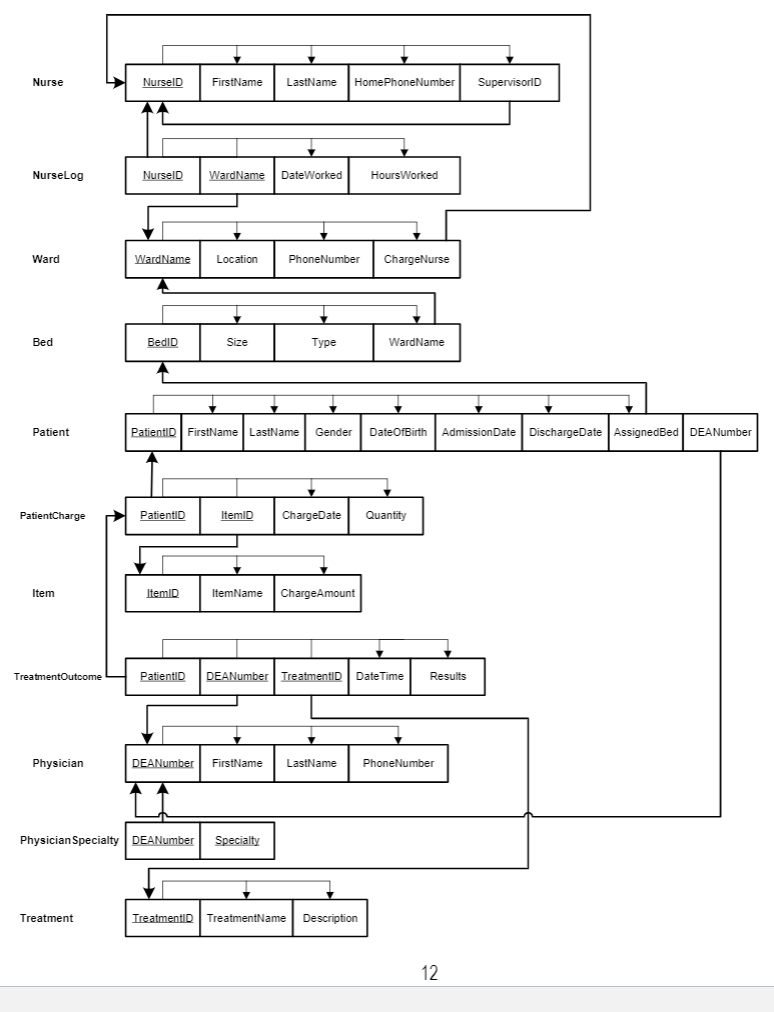 Nurse NurseID FirstName LastName HomePhoneNumber SupervisorID
NurseLog NurseID WardName DateWorked HoursWorked
Ward WardName Location PhoneNumber ChargeNurse
Bed BedID Size Type WardName
Patient PatientID FirstName LastName Gender DateOfBirth AdmissionDate DischargeDate AssignedBed DEANumber
PatientCharge PatientID ItemID ChargeDate Quantity
Item ItemID ItemName ChargeAmount
TreatmentOutcome PatientID DEANumber TreatmentID DateTime Results
Physician DEANumber FirstName LastName PhoneNumber
PhysicianSpecialty DEANumber Specialty
Treatment TreatmentID TreatmentName Description
12